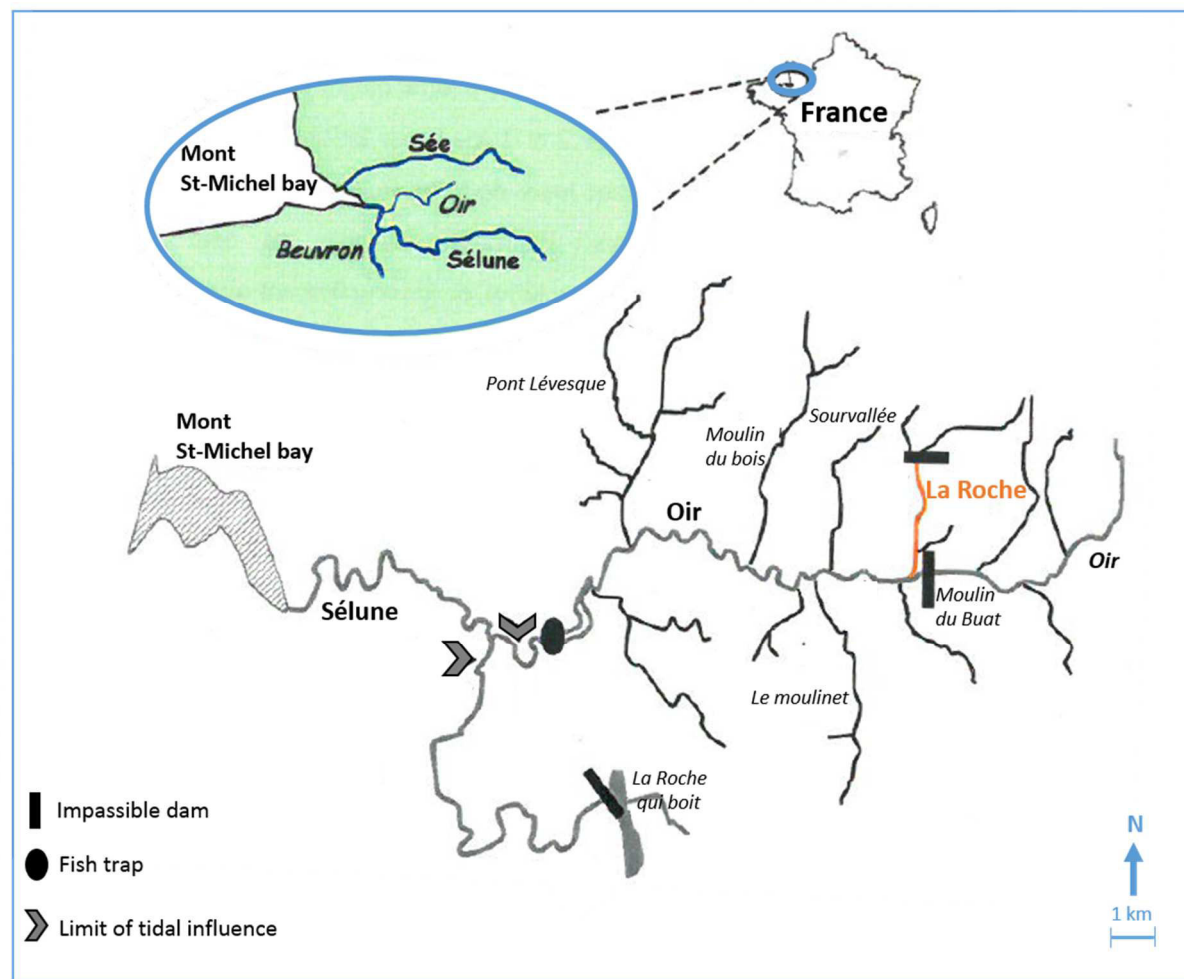 France
Mont
St-Michel bay
Sée
Oir
Beuvron
Sélune
Pont Lévesque
Moulin
du bois
Sourvallée
Mont
St-Michel bay
La Roche
Oir
Oir
Sélune
Moulin
du Buat
Le moulinet
La Roche
qui boit
Impassible dam
Fish trap
Limit of tidal influence
N
1 km